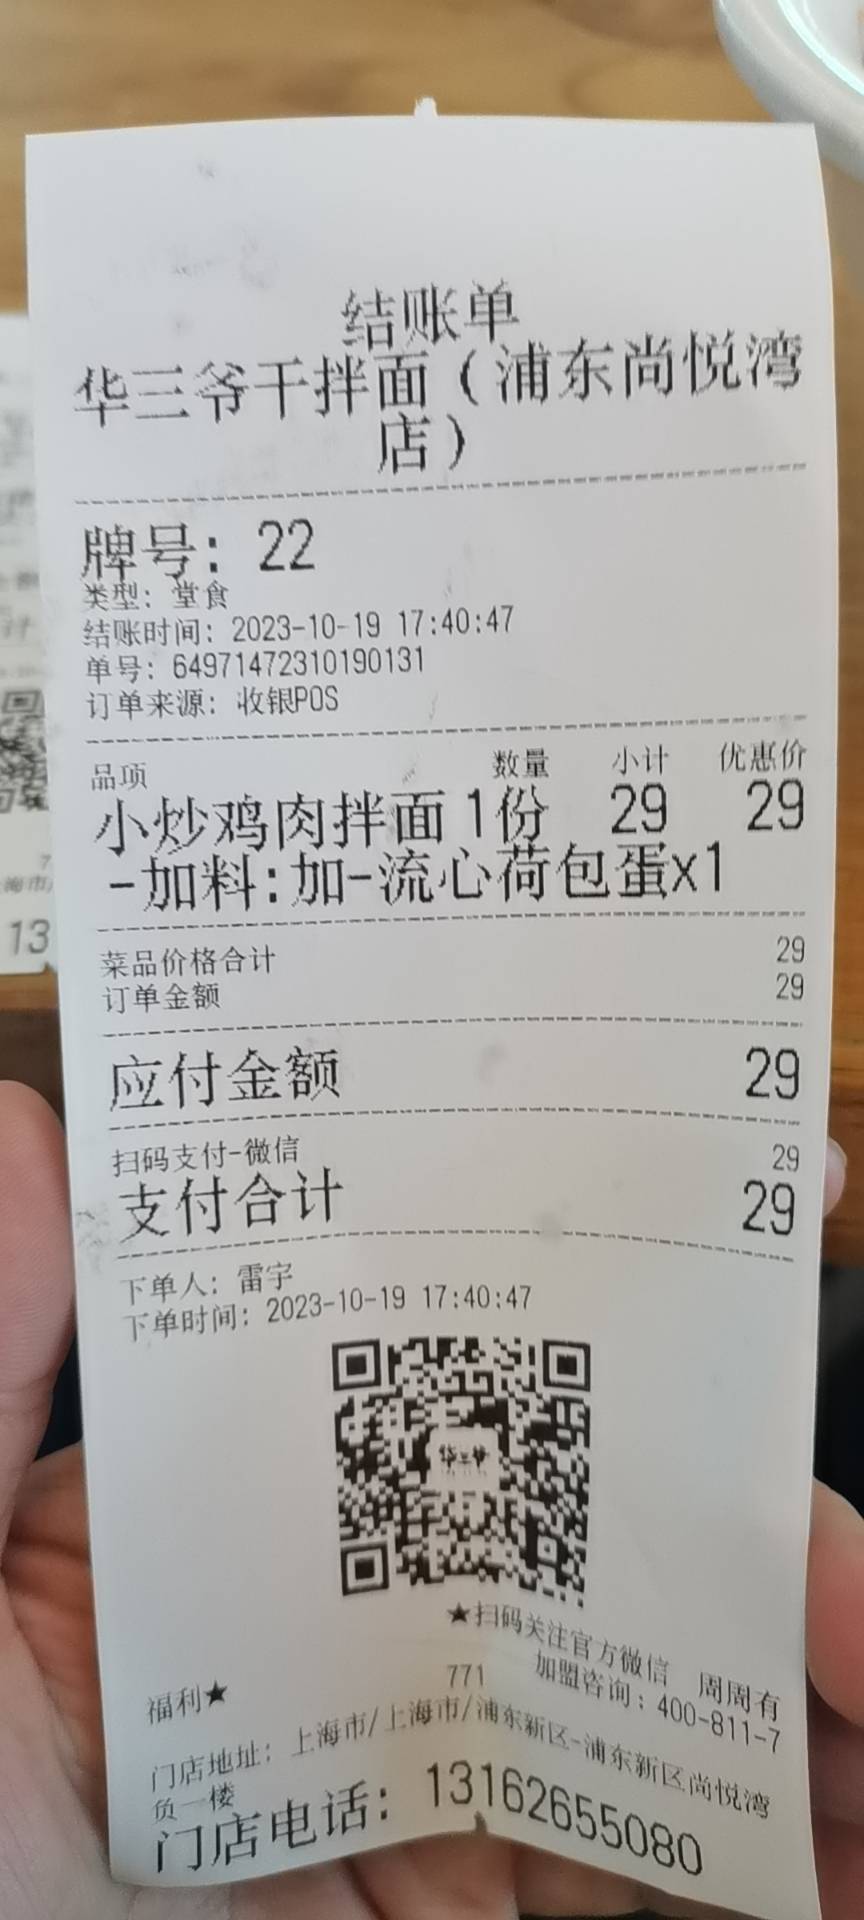 结账单
华三爷干拌面（浦东尚悦湾
店）
牌号：22
类型：堂食
结账时间：2023-10-19 17:40:47
单号：64971472310190131
订单来源：收银POS
品项 数量 小计 优惠价
小炒鸡肉拌面 1份 29 29
-加料:加-流心荷包蛋x1
菜品价格合计 29
订单金额 29
应付金额 29
扫码支付-微信 29
支付合计 29
下单人：雷宇
下单时间：2023-10-19 17:40:47
华三爷
★扫码关注官方微信 周周有
福利★
加盟咨询：400-811-7
771
门店地址：上海市/上海市/浦东新区-浦东新区尚悦湾
负一楼
门店电话：13162655080